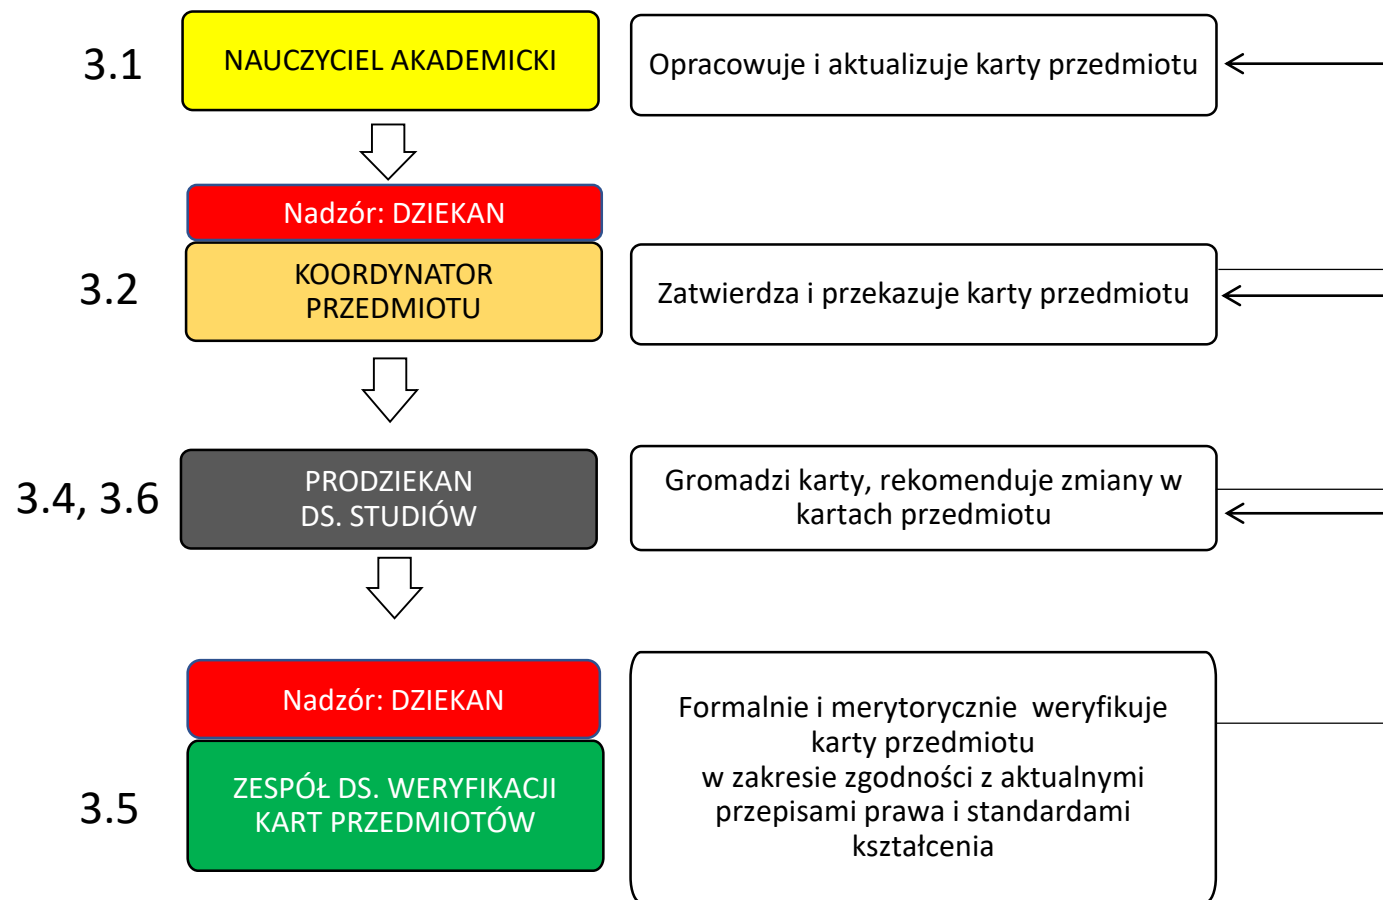 3.1
NAUCZYCIEL AKADEMICKI
Opracowuje i aktualizuje karty przedmiotu
Nadzór: DZIEKAN
3.2
KOORDYNATOR
PRZEDMIOTU
Zatwierdza i przekazuje karty przedmiotu
3.4, 3.6
PRODZIEKAN
DS. STUDIÓW
Gromadzi karty, rekomenduje zmiany w
kartach przedmiotu
Nadzór: DZIEKAN
3.5
ZESPÓŁ DS. WERYFIKACJI
KART PRZEDMIOTÓW
Formalnie i merytorycznie  weryfikuje
karty przedmiotu
w zakresie zgodności z aktualnymi
przepisami prawa i standardami
kształcenia